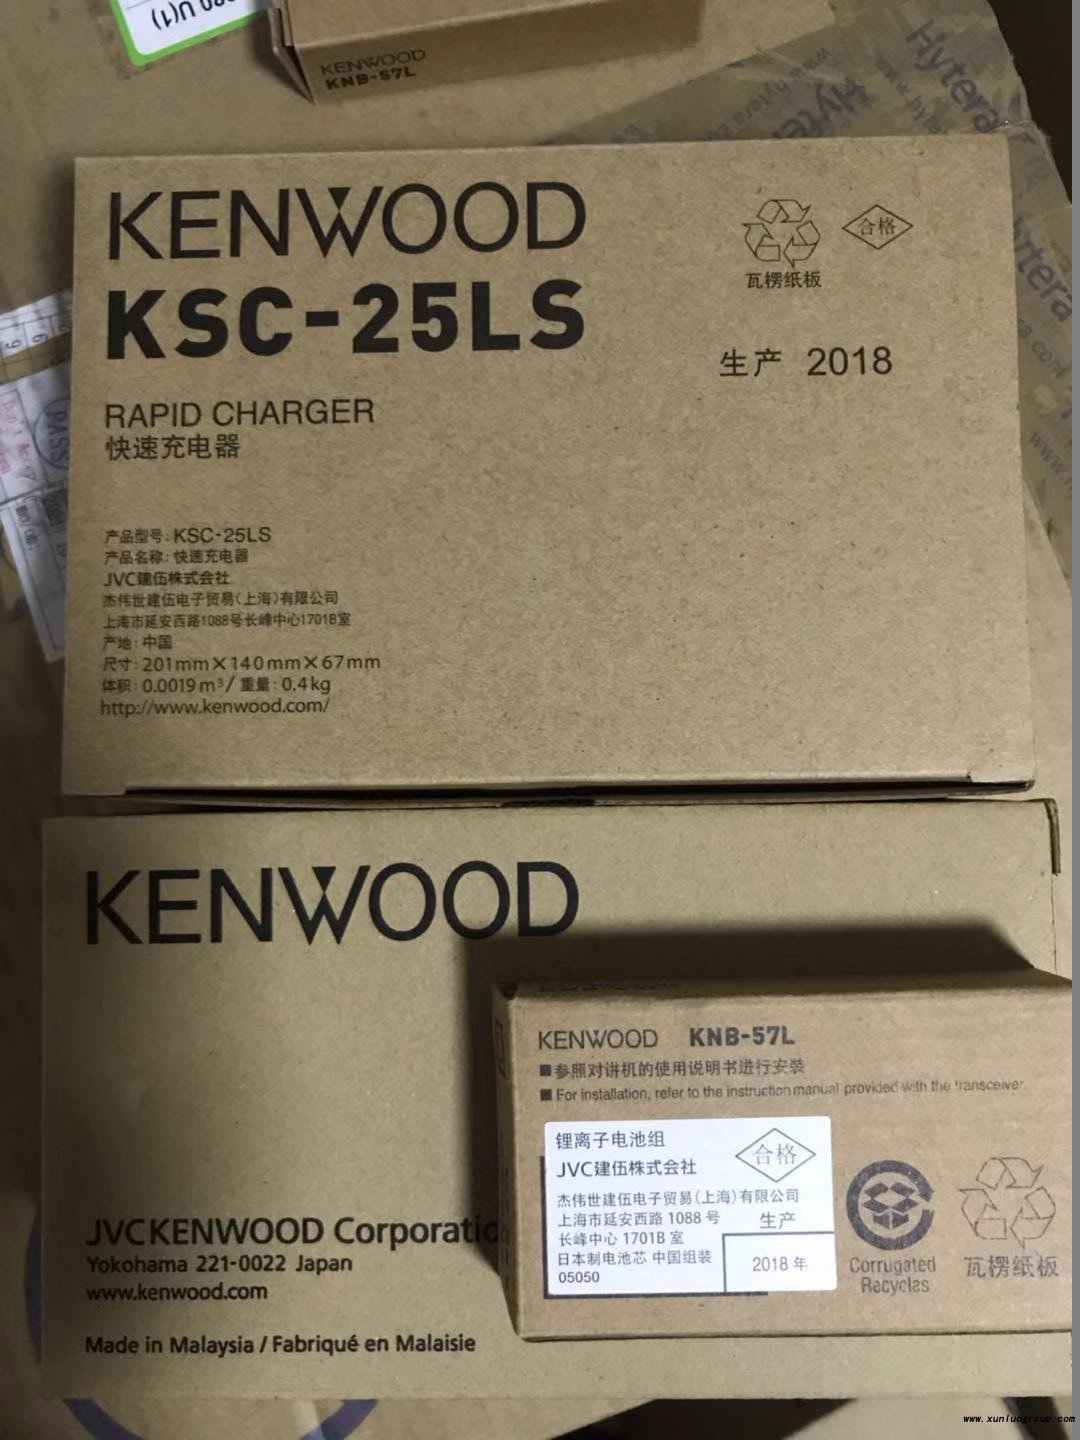 KENWOOD
KNB-57L
Hytera
KENWOOD
KSC-25LS
合格
瓦楞纸板
生产 2018
RAPID CHARGER
快速充电器
产品型号: KSC-25LS
产品名称: 快速充电器
JVC建伍株式会社
杰伟世建伍电子贸易(上海)有限公司
上海市延安西路1088号长峰中心1701B室
产地: 中国
尺寸: 201mm×140mm×67mm
体积: 0.0019m³/重量: 0.4kg
http://www.kenwood.com/
PASS
Hytera
KENWOOD
JVCKENWOOD Corporatio
Yokohama 221-0022 Japan
www.kenwood.com
Made in Malaysia / Fabriqué en Malaisie
KENWOOD KNB-57L
■参照对讲机的使用说明书进行安装
■ For installation, refer to the instruction manual provided with the transceiver.
锂离子电池组
合格
JVC建伍株式会社
杰伟世建伍电子贸易(上海)有限公司
上海市延安西路 1088 号
长峰中心 1701B 室
日本制电池芯 中国组装
05050
生产
2018 年
Corrugated
Recycles
瓦楞纸板
www.xunluogroup.com